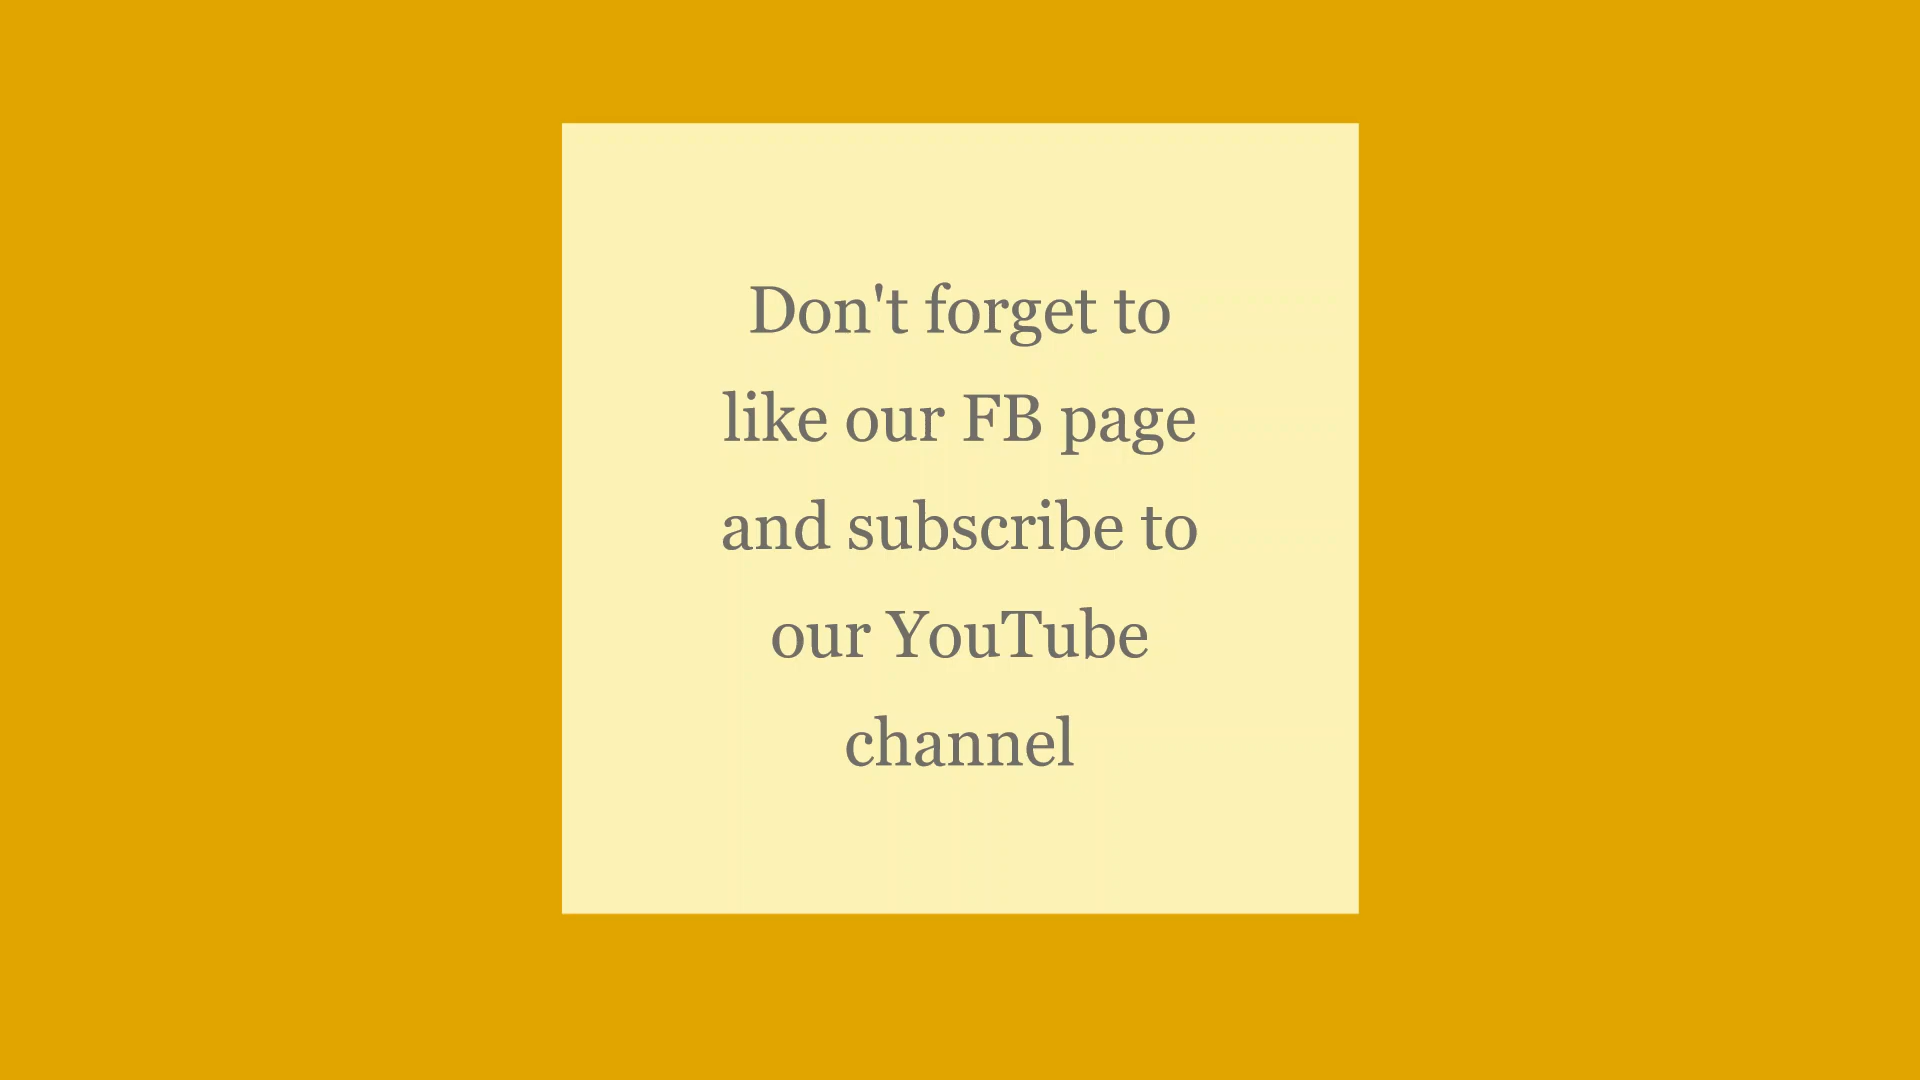 Don't forget to
like our FB page
and subscribe to
our YouTube
channel